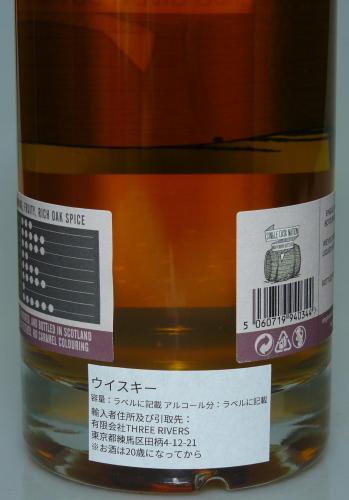 FRUITY, RICH OAK SPICE
AND BOTTLED IN SCOTLAND
NO CARAMEL COLOURING
SINGLE CASK NATION
5 060719 940344
ウイスキー
容量：ラベルに記載 アルコール分：ラベルに記載
輸入者住所及び引取先：
有限会社THREE RIVERS
東京都練馬区田柄4-12-21
※お酒は20歳になってから